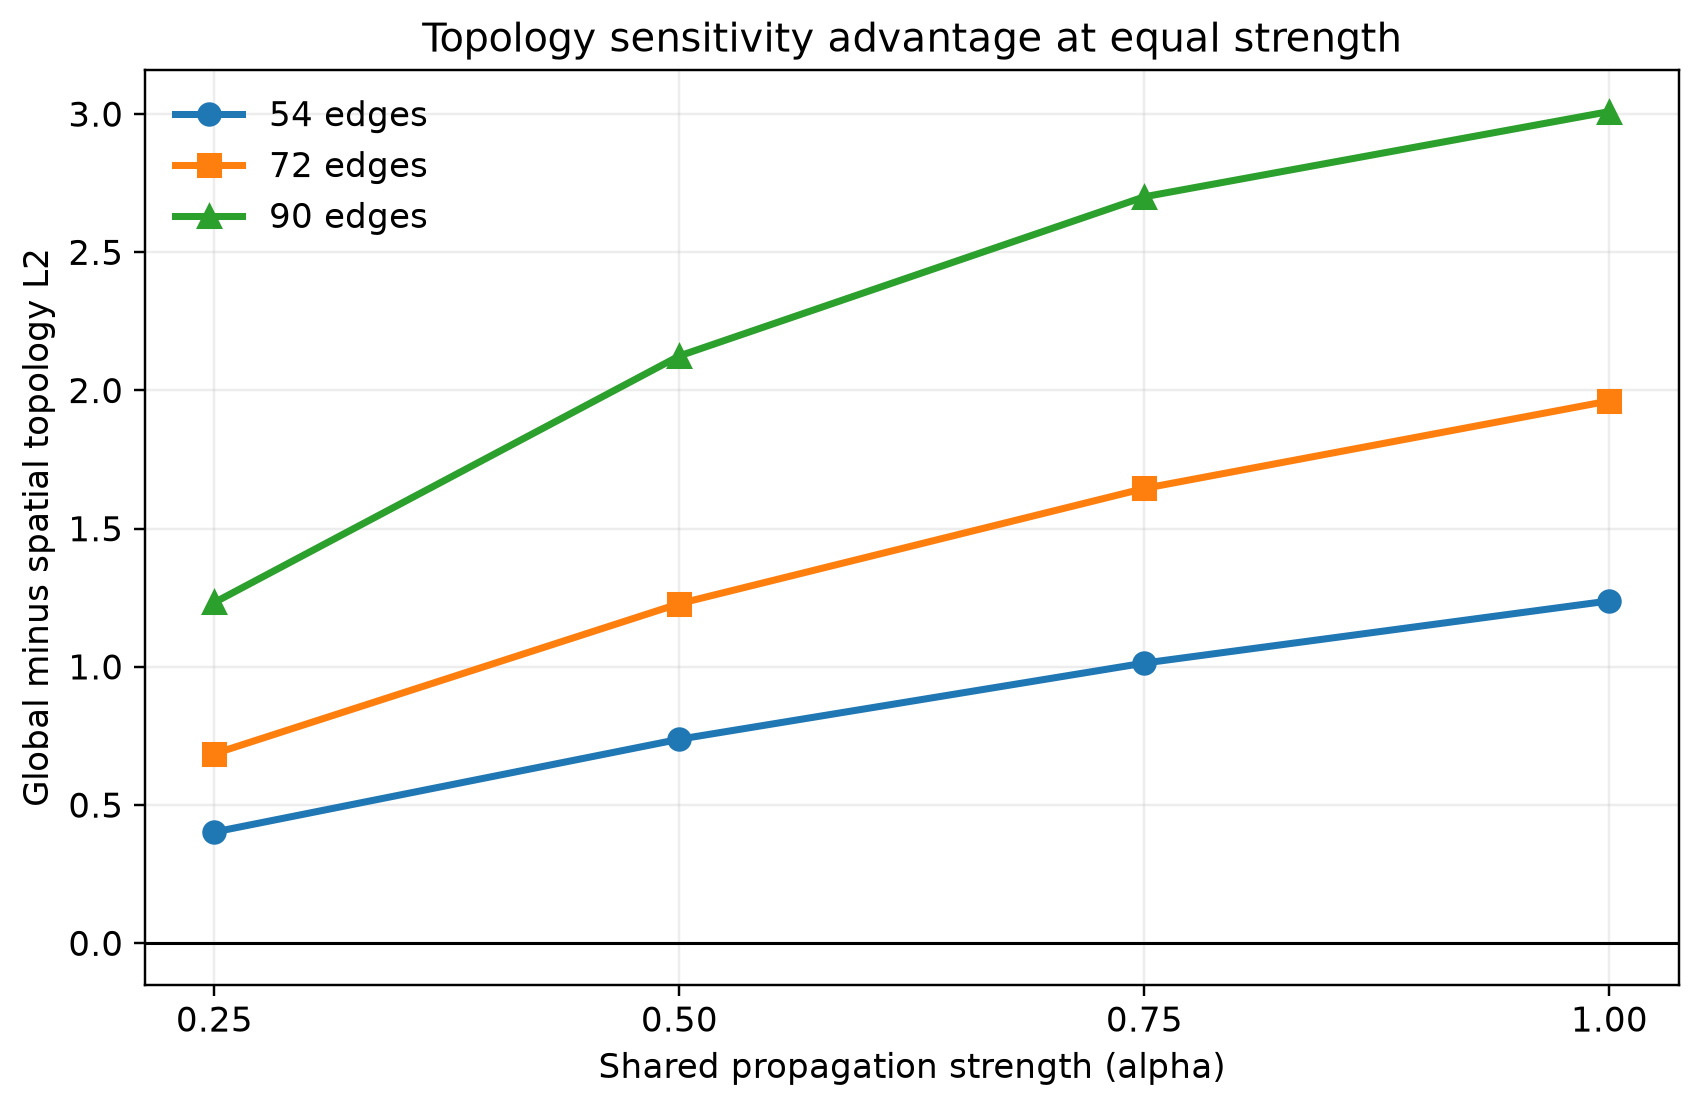 Topology sensitivity advantage at equal strength
54 edges
72 edges
90 edges
Global minus spatial topology L2
3.0
2.5
2.0
1.5
1.0
0.5
0.0
0.25 0.50 0.75 1.00
Shared propagation strength (alpha)